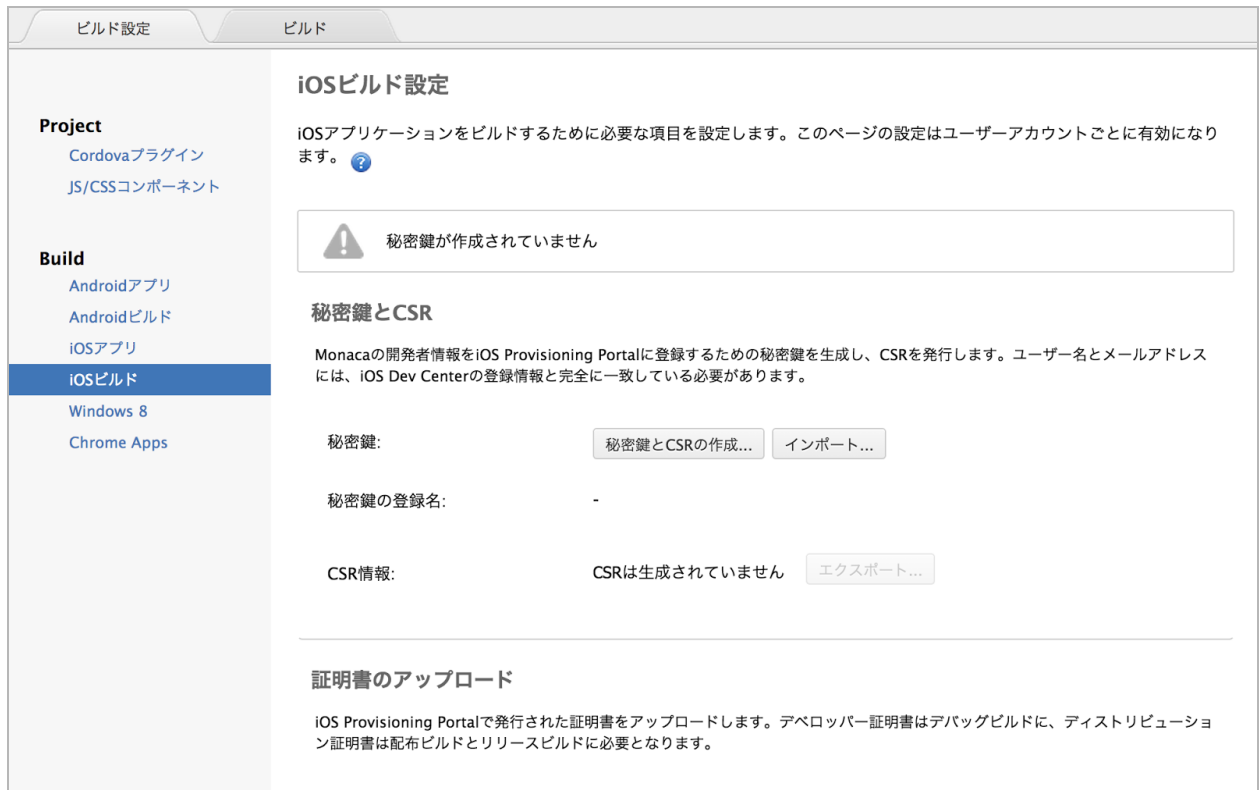 ビルド設定
ビルド
Project
Cordovaプラグイン
JS/CSSコンポーネント
Build
Androidアプリ
Androidビルド
iOSアプリ
iOSビルド
Windows 8
Chrome Apps
iOSビルド設定
iOSアプリケーションをビルドするために必要な項目を設定します。このページの設定はユーザーアカウントごとに有効になり
ます。 ?
秘密鍵が作成されていません
秘密鍵とCSR
Monacaの開発者情報をiOS Provisioning Portalに登録するための秘密鍵を生成し、CSRを発行します。ユーザー名とメールアドレス
には、iOS Dev Centerの登録情報と完全に一致している必要があります。
秘密鍵: 秘密鍵とCSRの作成... インポート...
秘密鍵の登録名: -
CSR情報: CSRは生成されていません エクスポート...
証明書のアップロード
iOS Provisioning Portalで発行された証明書をアップロードします。デベロッパー証明書はデバッグビルドに、ディストリビューショ
ン証明書は配布ビルドとリリースビルドに必要となります。